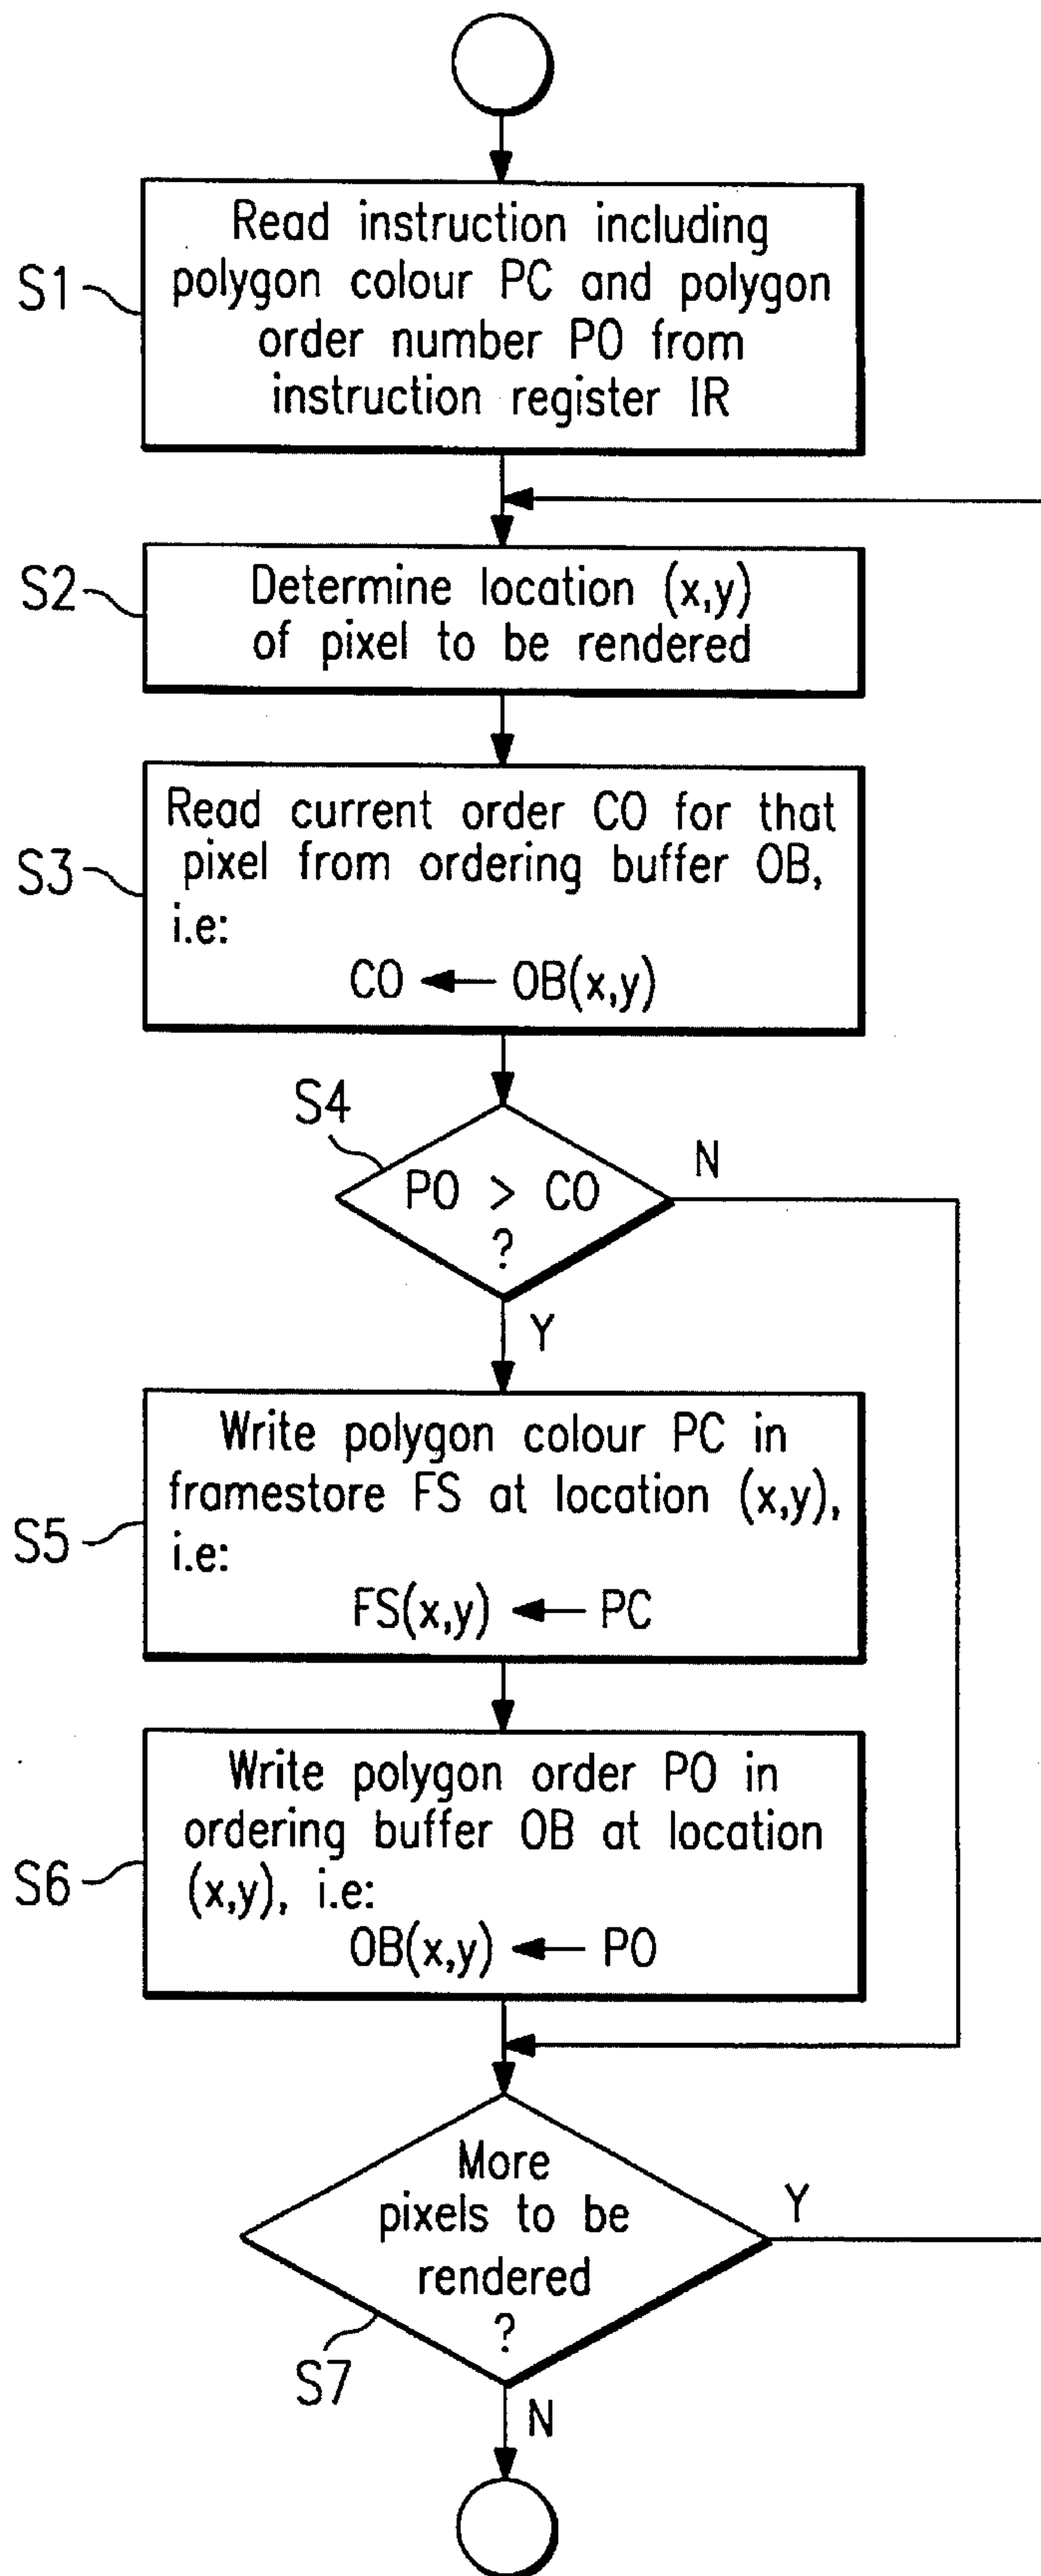 S1
Read instruction including
polygon colour PC and polygon
order number PO from
instruction register IR
S2
Determine location (x,y)
of pixel to be rendered
S3
Read current order CO for that
pixel from ordering buffer OB,
i.e:
CO ← OB(x,y)
S4
PO > CO
?
N
Y
S5
Write polygon colour PC in
framestore FS at location (x,y),
i.e:
FS(x,y) ← PC
S6
Write polygon order PO in
ordering buffer OB at location
(x,y), i.e:
OB(x,y) ← PO
More
pixels to be
rendered
?
Y
S7
N